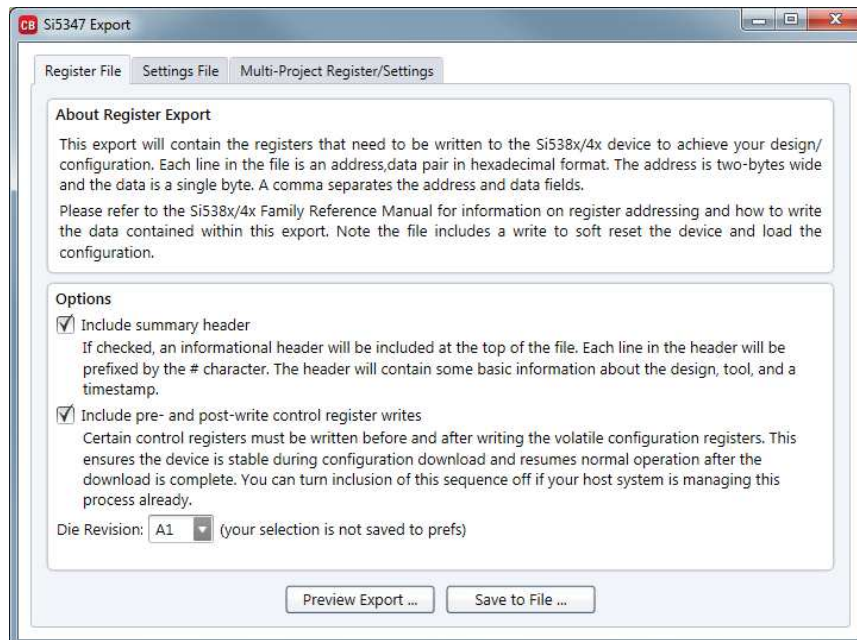 CB Si5347 Export
Register File Settings File Multi-Project Register/Settings
About Register Export
This export will contain the registers that need to be written to the Si538x/4x device to achieve your design/
configuration. Each line in the file is an address,data pair in hexadecimal format. The address is two-bytes wide
and the data is a single byte. A comma separates the address and data fields.
Please refer to the Si538x/4x Family Reference Manual for information on register addressing and how to write
the data contained within this export. Note the file includes a write to soft reset the device and load the
configuration.
Options
Include summary header
If checked, an informational header will be included at the top of the file. Each line in the header will be
prefixed by the # character. The header will contain some basic information about the design, tool, and a
timestamp.
Include pre- and post-write control register writes
Certain control registers must be written before and after writing the volatile configuration registers. This
ensures the device is stable during configuration download and resumes normal operation after the
download is complete. You can turn inclusion of this sequence off if your host system is managing this
process already.
Die Revision: A1 (your selection is not saved to prefs)
Preview Export ... Save to File ...